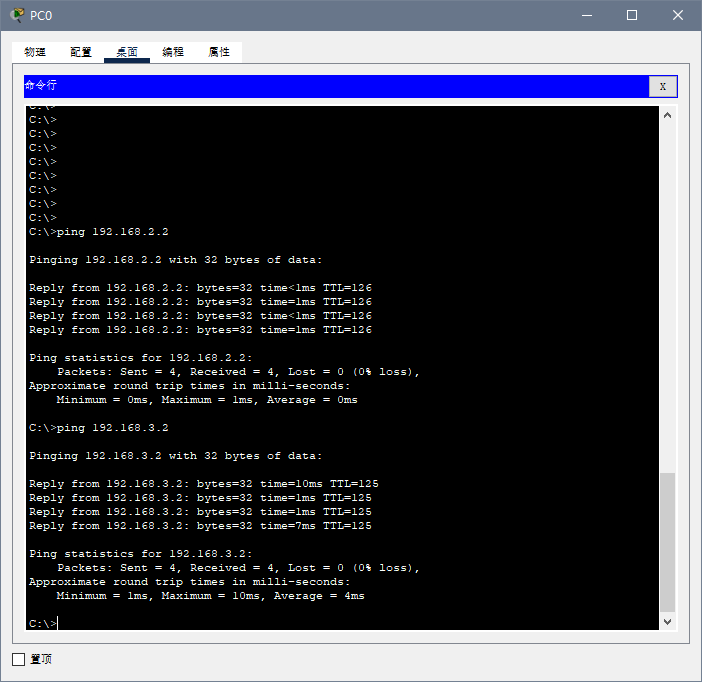 PC0
物理 配置 桌面 编程 属性
命令行
X
C:\>
C:\>
C:\>
C:\>
C:\>
C:\>
C:\>
C:\>
C:\>
C:\>ping 192.168.2.2
Pinging 192.168.2.2 with 32 bytes of data:
Reply from 192.168.2.2: bytes=32 time<1ms TTL=126
Reply from 192.168.2.2: bytes=32 time=1ms TTL=126
Reply from 192.168.2.2: bytes=32 time<1ms TTL=126
Reply from 192.168.2.2: bytes=32 time=1ms TTL=126
Ping statistics for 192.168.2.2:
Packets: Sent = 4, Received = 4, Lost = 0 (0% loss),
Approximate round trip times in milli-seconds:
Minimum = 0ms, Maximum = 1ms, Average = 0ms
C:\>ping 192.168.3.2
Pinging 192.168.3.2 with 32 bytes of data:
Reply from 192.168.3.2: bytes=32 time=10ms TTL=125
Reply from 192.168.3.2: bytes=32 time=1ms TTL=125
Reply from 192.168.3.2: bytes=32 time=1ms TTL=125
Reply from 192.168.3.2: bytes=32 time=7ms TTL=125
Ping statistics for 192.168.3.2:
Packets: Sent = 4, Received = 4, Lost = 0 (0% loss),
Approximate round trip times in milli-seconds:
Minimum = 1ms, Maximum = 10ms, Average = 4ms
C:\>
置顶